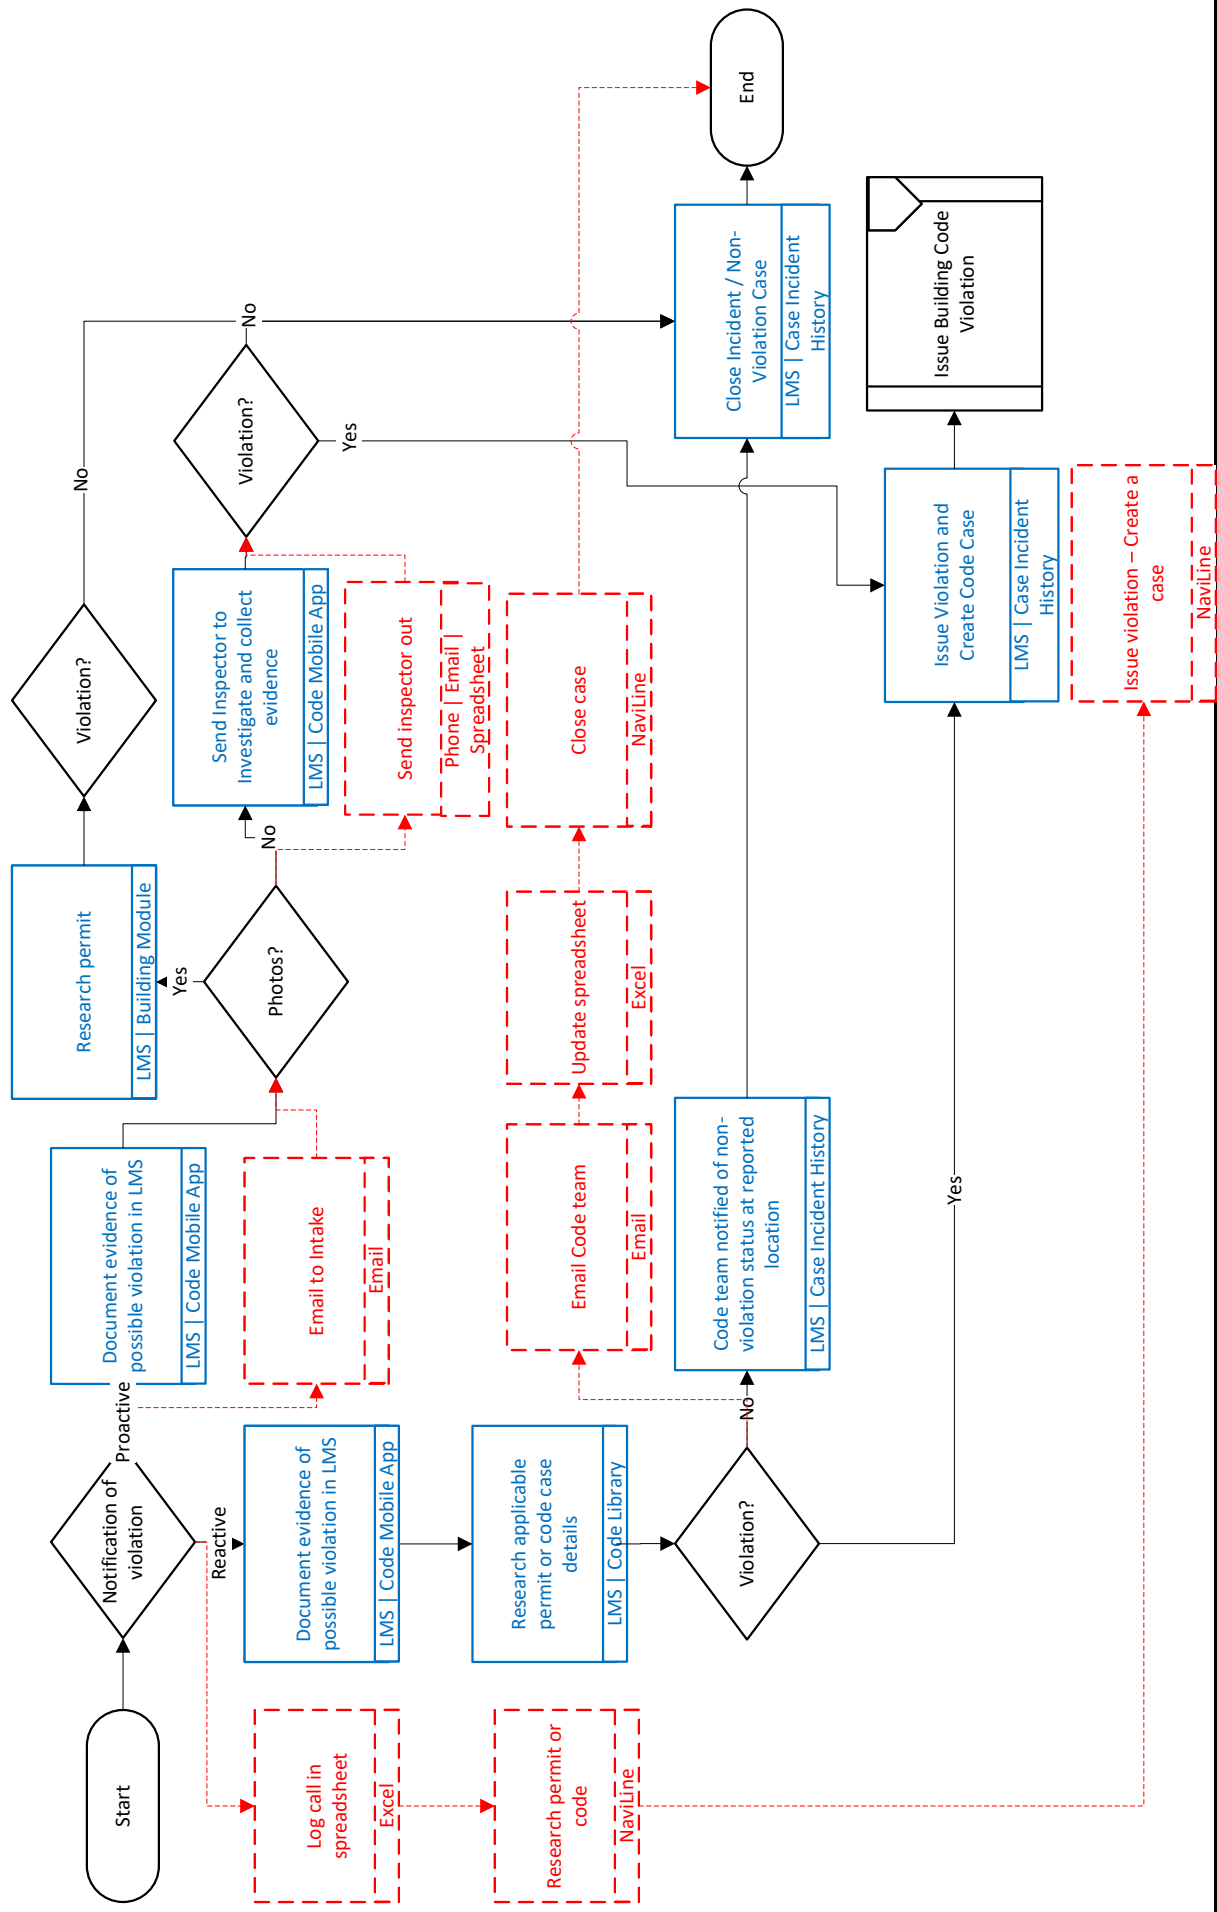 Start
Notification of
violation
Proactive
Reactive
Document evidence of
possible violation in LMS
LMS | Code Mobile App
Email to Intake
Email
Photos?
Yes
No
Research permit
LMS | Building Module
Violation?
No
Send Inspector to
Investigate and collect
evidence
LMS | Code Mobile App
Send inspector out
Phone | Email |
Spreadsheet
Violation?
No
Yes
Log call in
spreadsheet
Excel
Research permit or
code
NaviLine
Document evidence of
possible violation in LMS
LMS | Code Mobile App
Research applicable
permit or code case
details
LMS | Code Library
Violation?
No
Yes
Email Code team
Email
Update spreadsheet
Excel
Close case
NaviLine
Code team notified of non-
violation status at reported
location
LMS | Case Incident History
Close Incident / Non-
Violation Case
LMS | Case Incident
History
End
Issue Violation and
Create Code Case
LMS | Case Incident
History
Issue Building Code
Violation
Issue violation – Create a
case
NaviLine